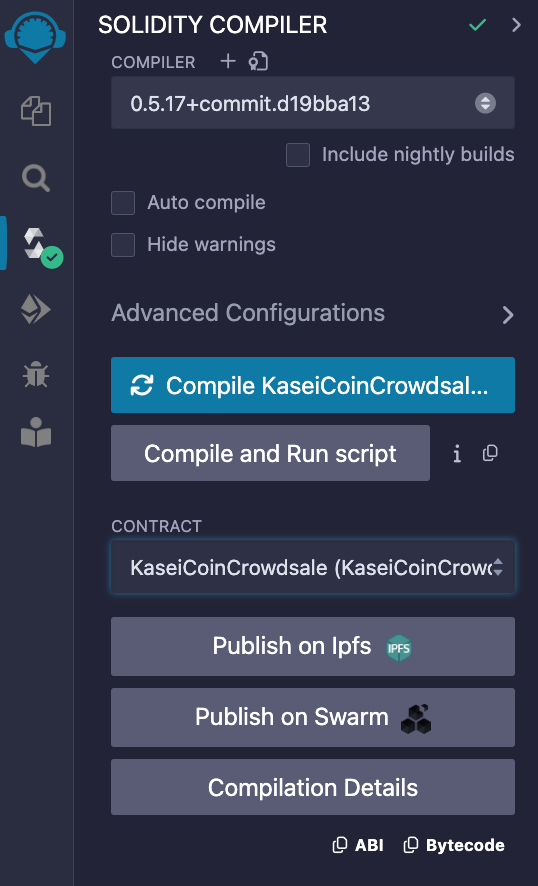 SOLIDITY COMPILER
COMPILER
0.5.17+commit.d19bba13
Include nightly builds
Auto compile
Hide warnings
Advanced Configurations
Compile KaseiCoinCrowdsal...
Compile and Run script
CONTRACT
KaseiCoinCrowdsale (KaseiCoinCrow
Publish on Ipfs IPFS
Publish on Swarm
Compilation Details
ABI Bytecode